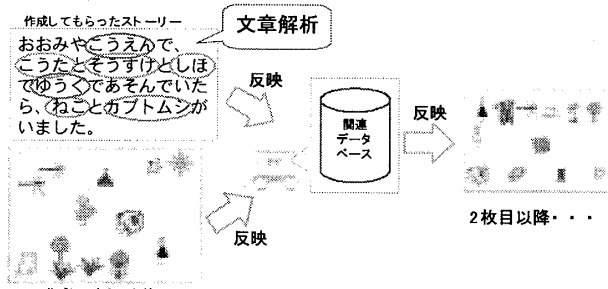 作成してもらったストーリー
文章解析
おおみやこうえんで、
こうたとそうすけとしほ
でゆうぐであそんでいた
ら、ねことカブトムシが
いました。
反映
反映
関連
データ
ベース
反映
2枚目以降・・・